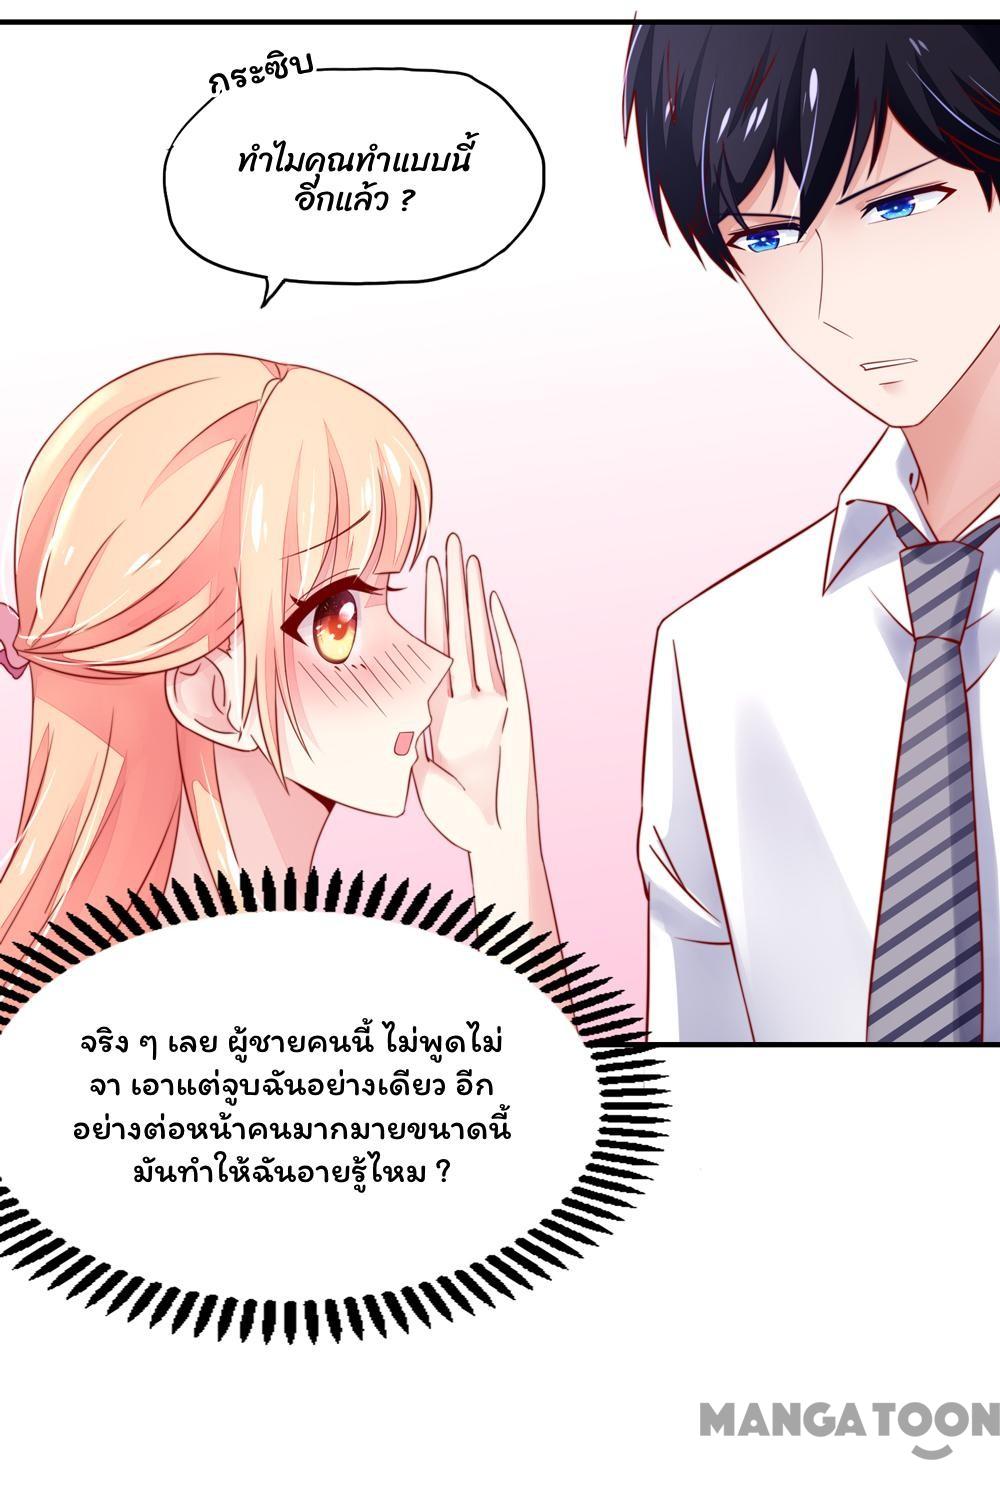 กระซิบ
ทำไมคุณทำแบบนี้
อีกแล้ว ?
จริง ๆ เลย ผู้ชายคนนี้ ไม่พูดไม่
จา เอาแต่จูบฉันอย่างเดียว อีก
อย่างต่อหน้าคนมากมายขนาดนี้
มันทำให้ฉันอายรู้ไหม ?
MANGATOON